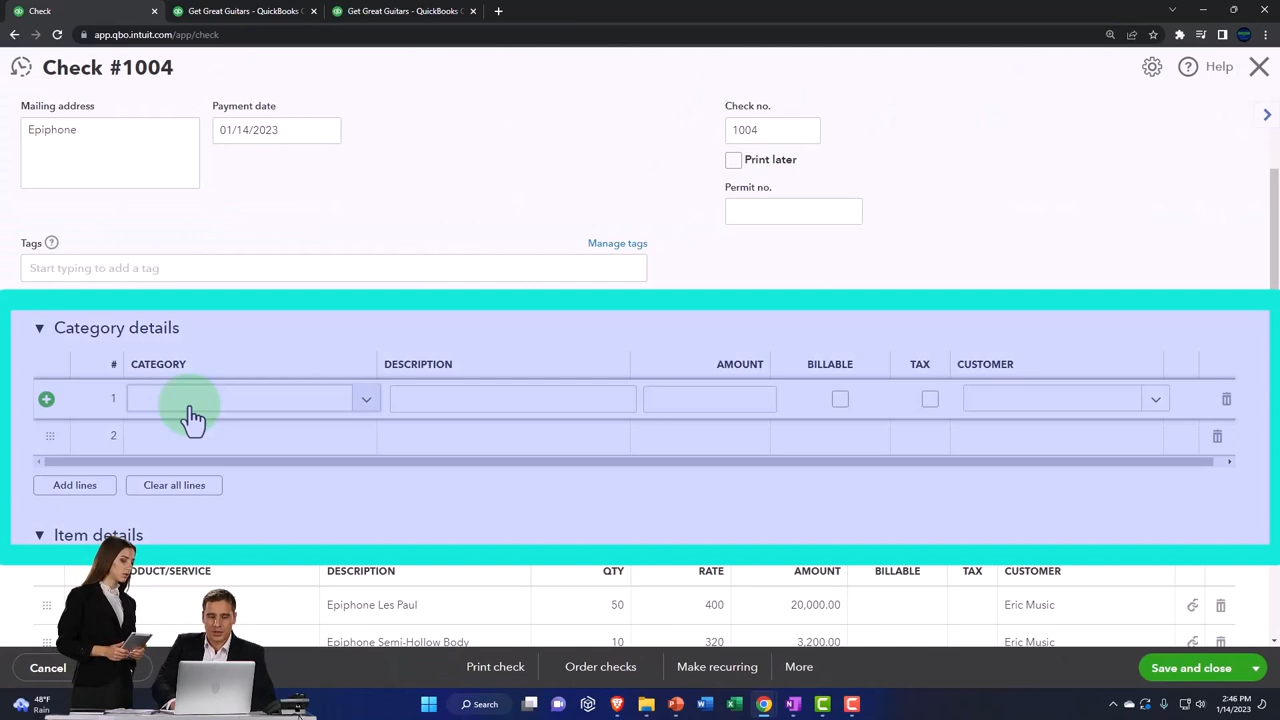 Check
Get Great Guitars - QuickBooks C
Get Great Guitars - QuickBooks C
app.qbo.intuit.com/app/check
Check #1004
Help
Mailing address
Payment date
Check no.
Epiphone
01/14/2023
1004
Print later
Permit no.
Tags
Manage tags
Start typing to add a tag
Category details
# CATEGORY DESCRIPTION AMOUNT BILLABLE TAX CUSTOMER
1
2
Add lines
Clear all lines
Item details
ODUCT/SERVICE DESCRIPTION QTY RATE AMOUNT BILLABLE TAX CUSTOMER
Epiphone Les Paul 50 400 20,000.00 Eric Music
Epiphone Semi-Hollow Body 10 320 3,200.00 Eric Music
Cancel
Print check
Order checks
Make recurring
More
Save and close
48°F
Rain
Search
2:46 PM
1/14/2023